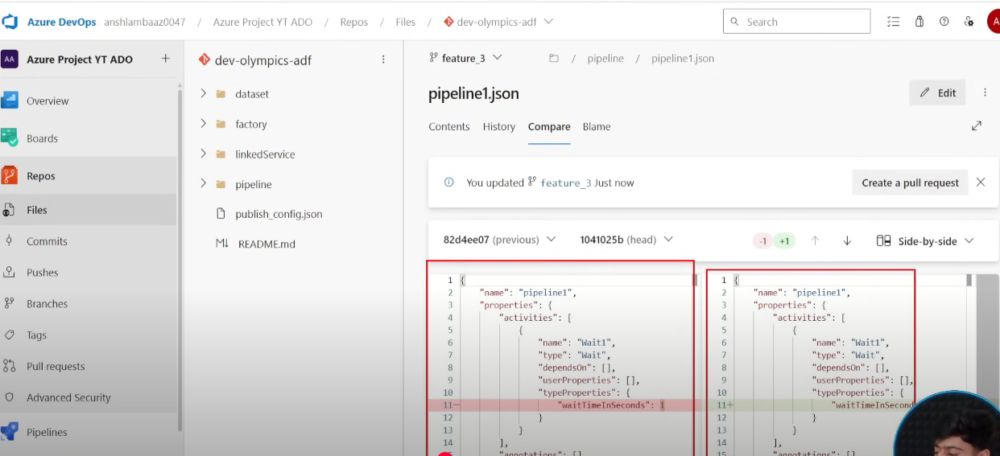 Azure DevOps anshlambaaz0047 / Azure Project YT ADO / Repos / Files / dev-olympics-adf
Search
A
AA Azure Project YT ADO +
Overview
Boards
Repos
Files
Commits
Pushes
Branches
Tags
Pull requests
Advanced Security
Pipelines
dev-olympics-adf
dataset
factory
linkedService
pipeline
publish_config.json
M↓ README.md
feature_3 / pipeline / pipeline1.json
pipeline1.json
Edit
Contents History Compare Blame
You updated feature_3 Just now
Create a pull request
82d4ee07 (previous) 1041025b (head) -1 +1 Side-by-side
1 {
2 "name": "pipeline1",
3 "properties": {
4 "activities": [
5 {
6 "name": "Wait1",
7 "type": "Wait",
8 "dependsOn": [],
9 "userProperties": [],
10 "typeProperties": {
11- "waitTimeInSeconds": 1
12 }
13 }
14 ],
"annotations": []
1 {
2 "name": "pipeline1",
3 "properties": {
4 "activities": [
5 {
6 "name": "Wait1",
7 "type": "Wait",
8 "dependsOn": [],
9 "userProperties": [],
10 "typeProperties": {
11+ "waitTimeInSecond
12 }
13 }
14 ],
15 "annotations": []